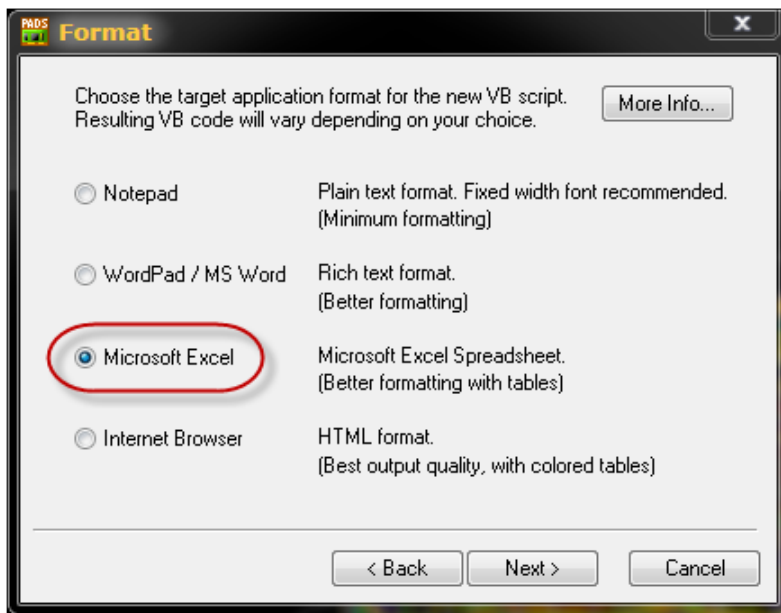 PADS
Format
x
Choose the target application format for the new VB script.
Resulting VB code will vary depending on your choice.
More Info...
Notepad
Plain text format. Fixed width font recommended.
(Minimum formatting)
WordPad / MS Word
Rich text format.
(Better formatting)
Microsoft Excel
Microsoft Excel Spreadsheet.
(Better formatting with tables)
Internet Browser
HTML format.
(Best output quality, with colored tables)
< Back
Next >
Cancel